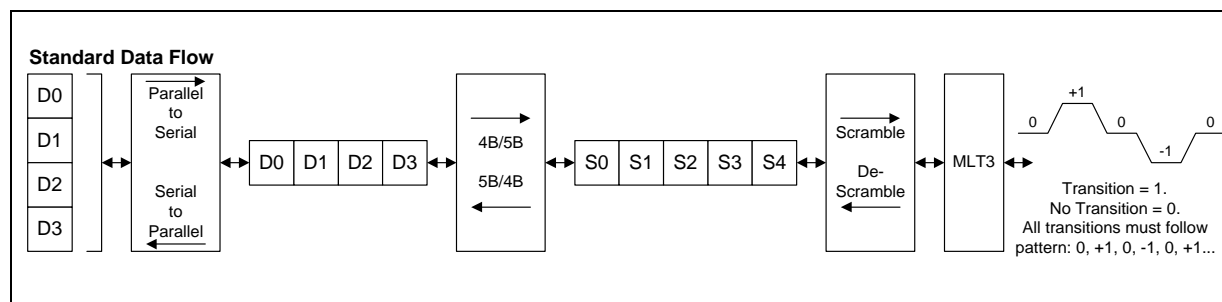 Standard Data Flow
D0
D1
D2
D3
Parallel
to
Serial
Serial
to
Parallel
D0 D1 D2 D3
4B/5B
5B/4B
S0 S1 S2 S3 S4
Scramble
De-
Scramble
MLT3
0 +1 0 -1 0
Transition = 1.
No Transition = 0.
All transitions must follow
pattern: 0, +1, 0, -1, 0, +1...